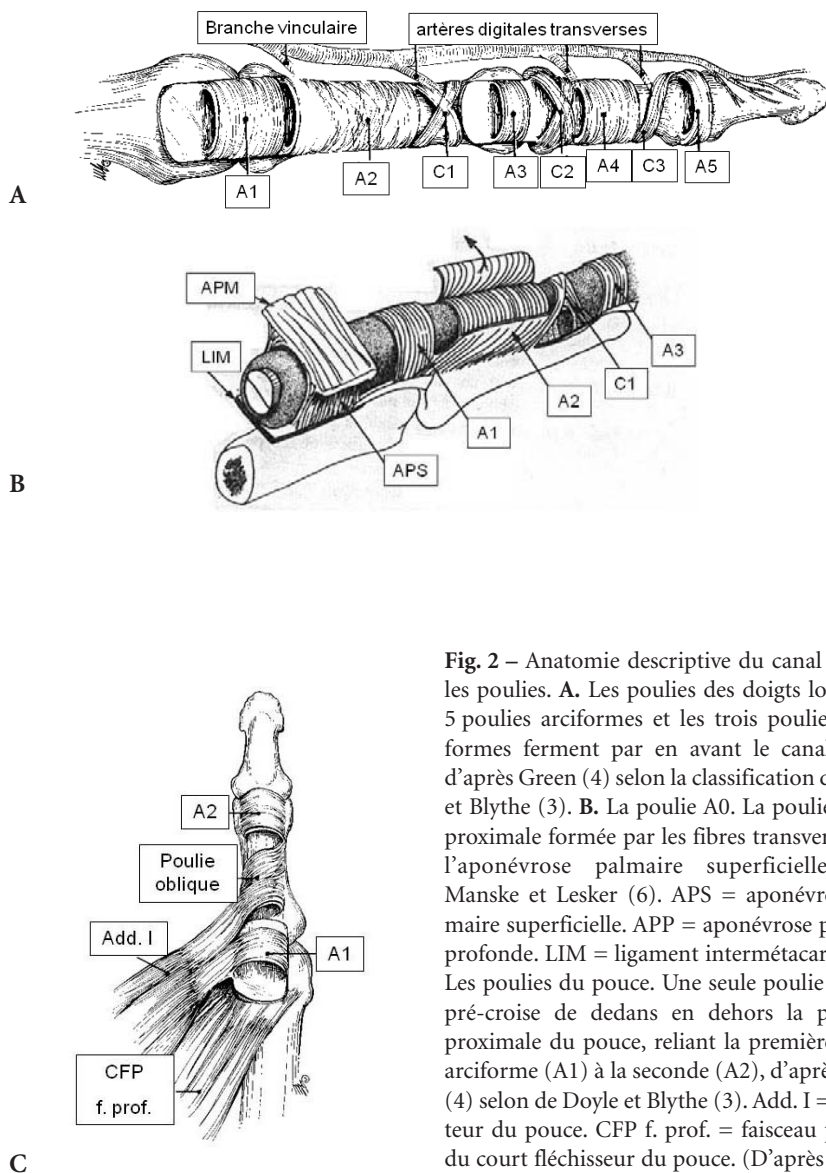 Branche vinculaire
artères digitales transverses
A1
A2
C1
A3
C2
A4
C3
A5
A
APM
LIM
A3
C1
A2
A1
APS
B
Fig. 2 – Anatomie descriptive du canal
les poulies. A. Les poulies des doigts lo
5 poulies arciformes et les trois poulie
formes ferment par en avant le canal
d'après Green (4) selon la classification d
et Blythe (3). B. La poulie A0. La poulie
proximale formée par les fibres transver
l'aponévrose palmaire superficielle
Manske et Lesker (6). APS = aponévr
maire superficielle. APP = aponévrose p
profonde. LIM = ligament intermétacar
Les poulies du pouce. Une seule poulie
pré-croise de dedans en dehors la p
proximale du pouce, reliant la première
arciforme (A1) à la seconde (A2), d'aprè
(4) selon de Doyle et Blythe (3). Add. I =
teur du pouce. CFP f. prof. = faisceau p
du court fléchisseur du pouce. (D'après
A2
Poulie
oblique
Add. I
A1
CFP
f. prof.
C